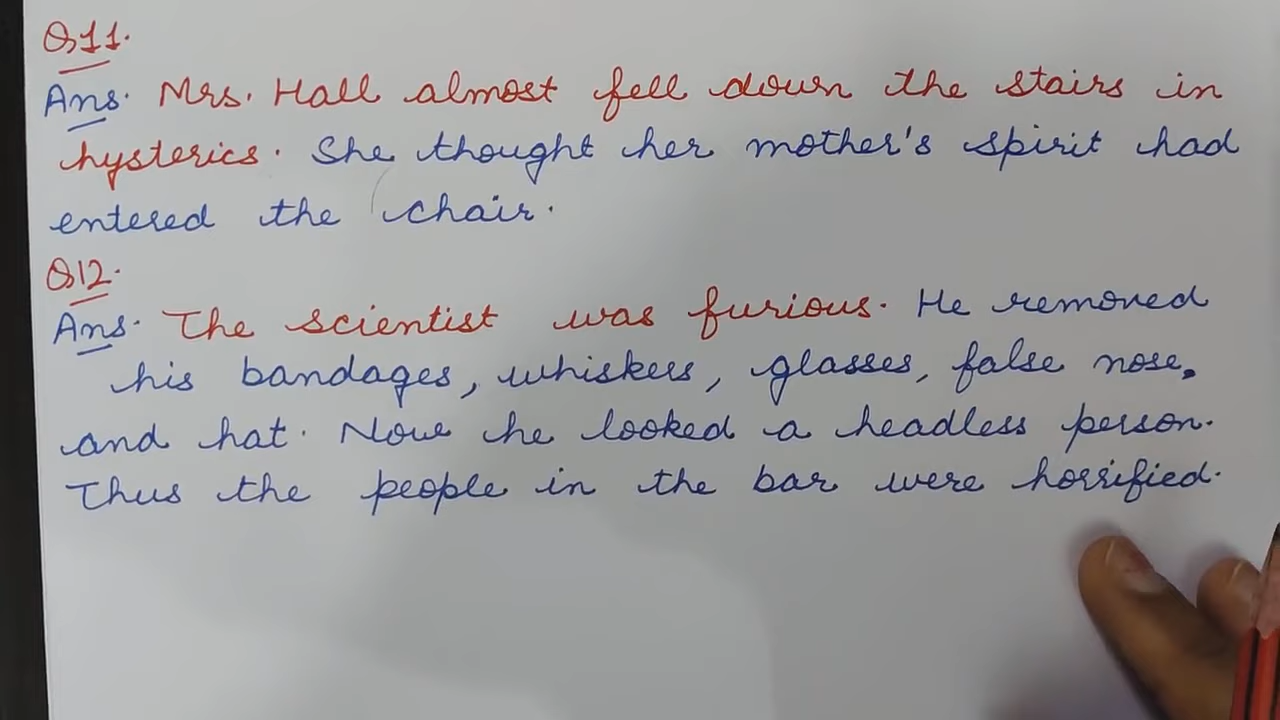 Q11.
Ans. Mrs. Hall almost fell down the stairs in
hysterics. She thought her mother's spirit had
entered the chair.
Q12.
Ans. The scientist was furious. He removed
his bandages, whiskers, glasses, false nose,
and hat. Now he looked a headless person.
Thus the people in the bar were horrified.